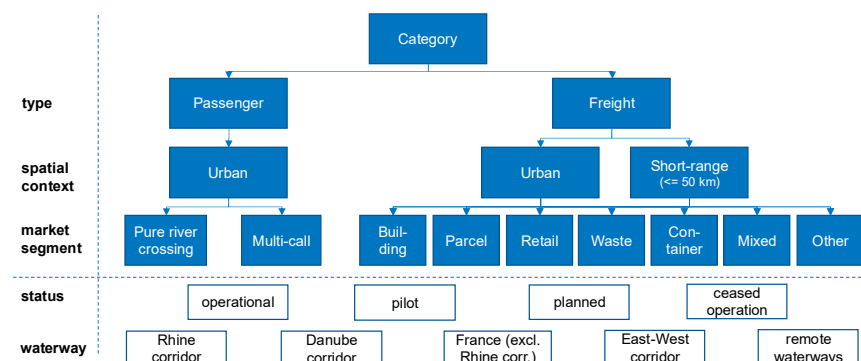 Category
type
Passenger
Freight
spatial
context
Urban
Urban
Short-range
(<= 50 km)
market
segment
Pure river
crossing
Multi-call
Buil-
ding
Parcel
Retail
Waste
Con-
tainer
Mixed
Other
status
operational
pilot
planned
ceased
operation
waterway
Rhine
corridor
Danube
corridor
France (excl.
Rhine corr.)
East-West
corridor
remote
waterways